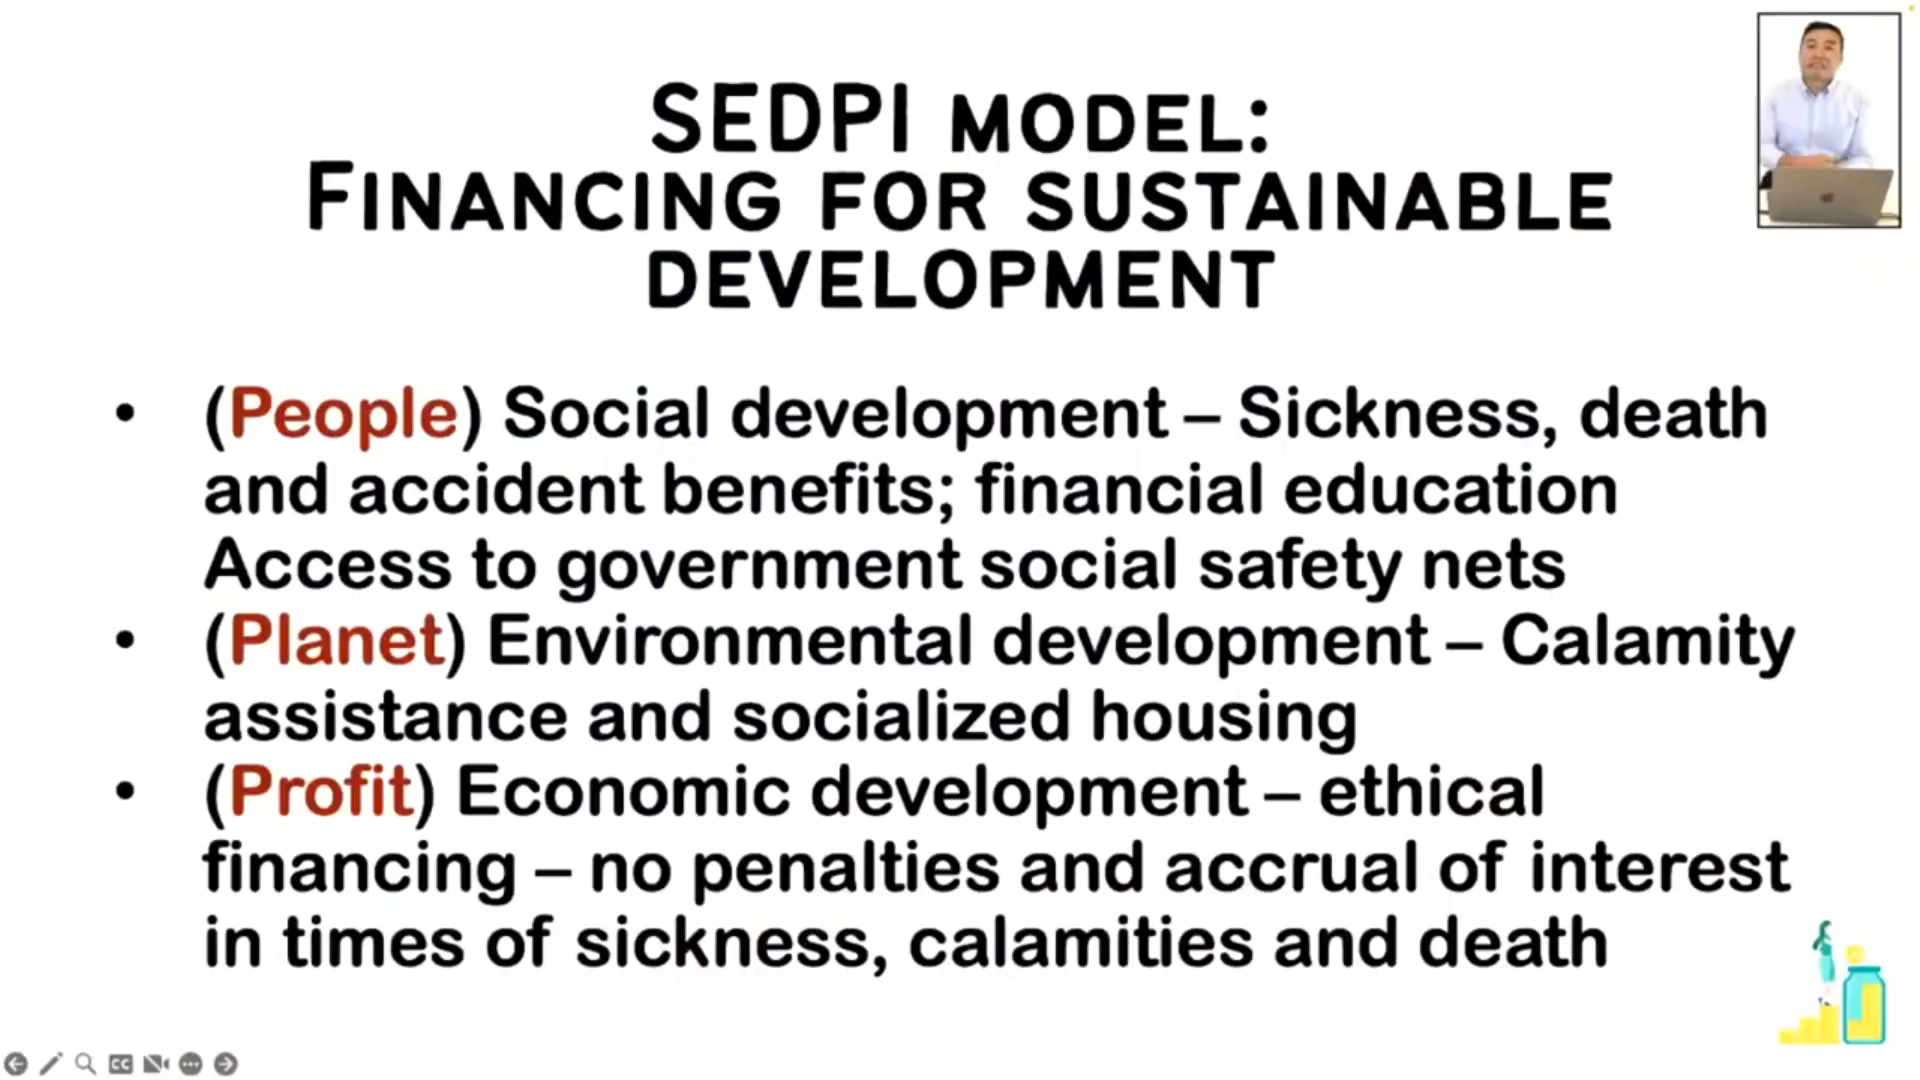 SEDPI MODEL:
FINANCING FOR SUSTAINABLE
DEVELOPMENT
• (People) Social development – Sickness, death
and accident benefits; financial education
Access to government social safety nets
• (Planet) Environmental development – Calamity
assistance and socialized housing
• (Profit) Economic development – ethical
financing – no penalties and accrual of interest
in times of sickness, calamities and death
CC